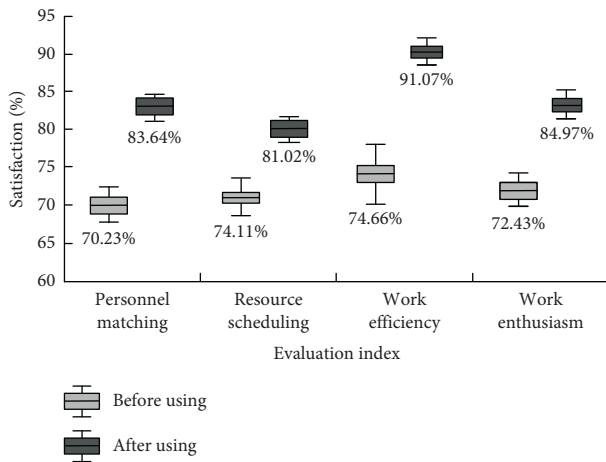 95
90
85
80
75
70
65
60
Satisfaction (%)
70.23%
83.64%
74.11%
81.02%
74.66%
91.07%
72.43%
84.97%
Personnel
matching
Resource
scheduling
Work
efficiency
Work
enthusiasm
Evaluation index
Before using
After using